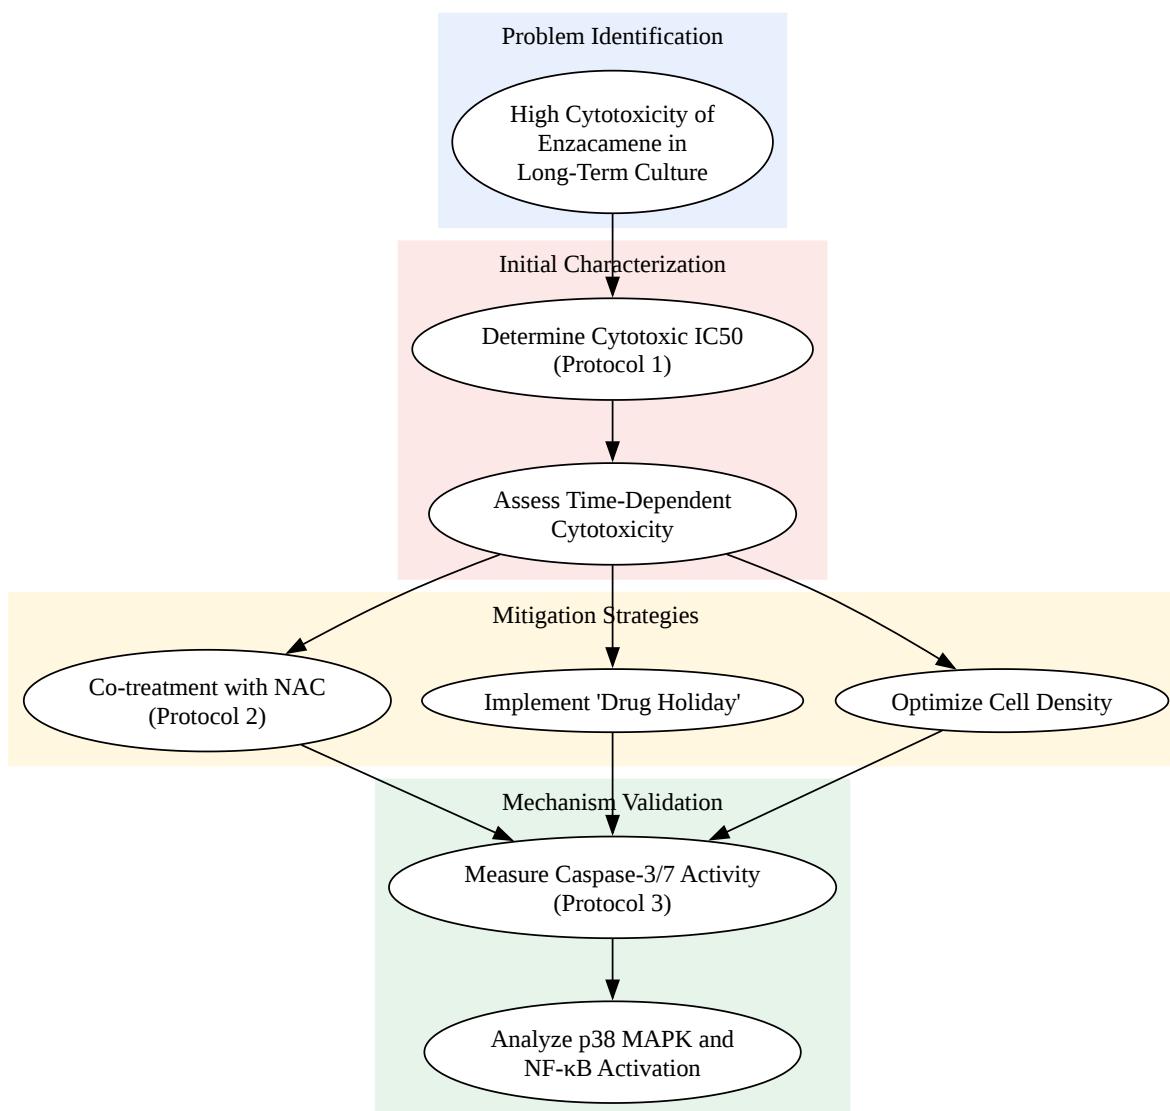 Problem Identification
High Cytotoxicity of
Enzacamene in
Long-Term Culture
Initial Characterization
Determine Cytotoxic IC50
(Protocol 1)
Assess Time-Dependent
Cytotoxicity
Mitigation Strategies
Co-treatment with NAC
(Protocol 2)
Implement 'Drug Holiday'
Optimize Cell Density
Mechanism Validation
Measure Caspase-3/7 Activity
(Protocol 3)
Analyze p38 MAPK and
NF-κB Activation